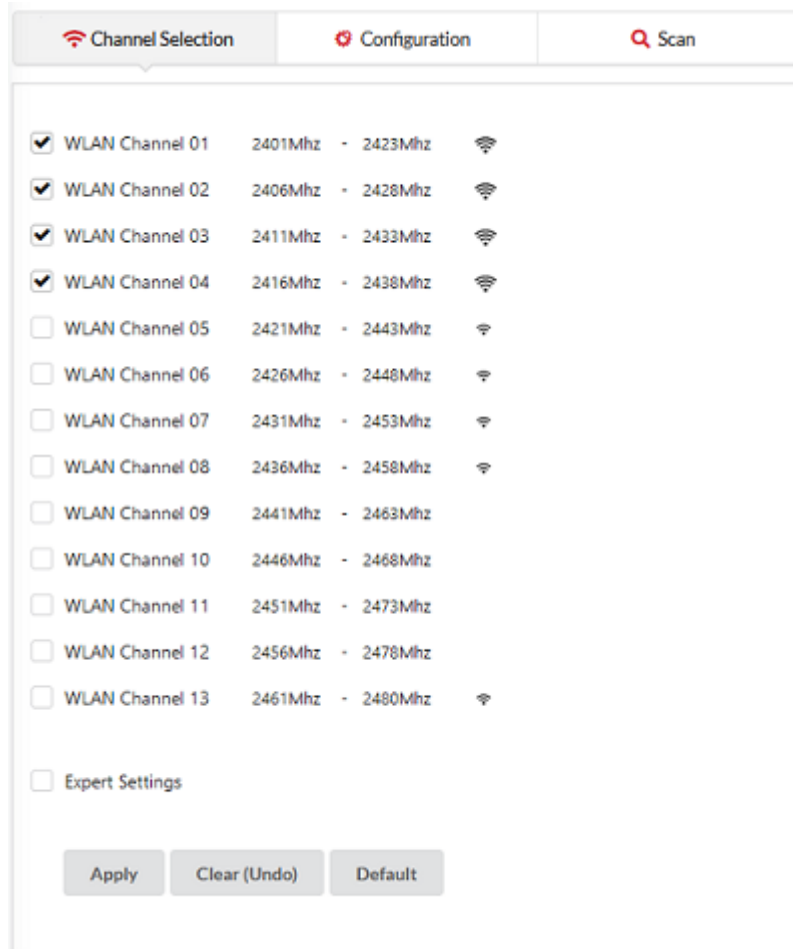 Channel Selection Configuration Scan
WLAN Channel 01 2401Mhz - 2423Mhz
WLAN Channel 02 2406Mhz - 2428Mhz
WLAN Channel 03 2411Mhz - 2433Mhz
WLAN Channel 04 2416Mhz - 2438Mhz
WLAN Channel 05 2421Mhz - 2443Mhz
WLAN Channel 06 2426Mhz - 2448Mhz
WLAN Channel 07 2431Mhz - 2453Mhz
WLAN Channel 08 2436Mhz - 2458Mhz
WLAN Channel 09 2441Mhz - 2463Mhz
WLAN Channel 10 2446Mhz - 2468Mhz
WLAN Channel 11 2451Mhz - 2473Mhz
WLAN Channel 12 2456Mhz - 2478Mhz
WLAN Channel 13 2461Mhz - 2480Mhz
Expert Settings
Apply Clear (Undo) Default